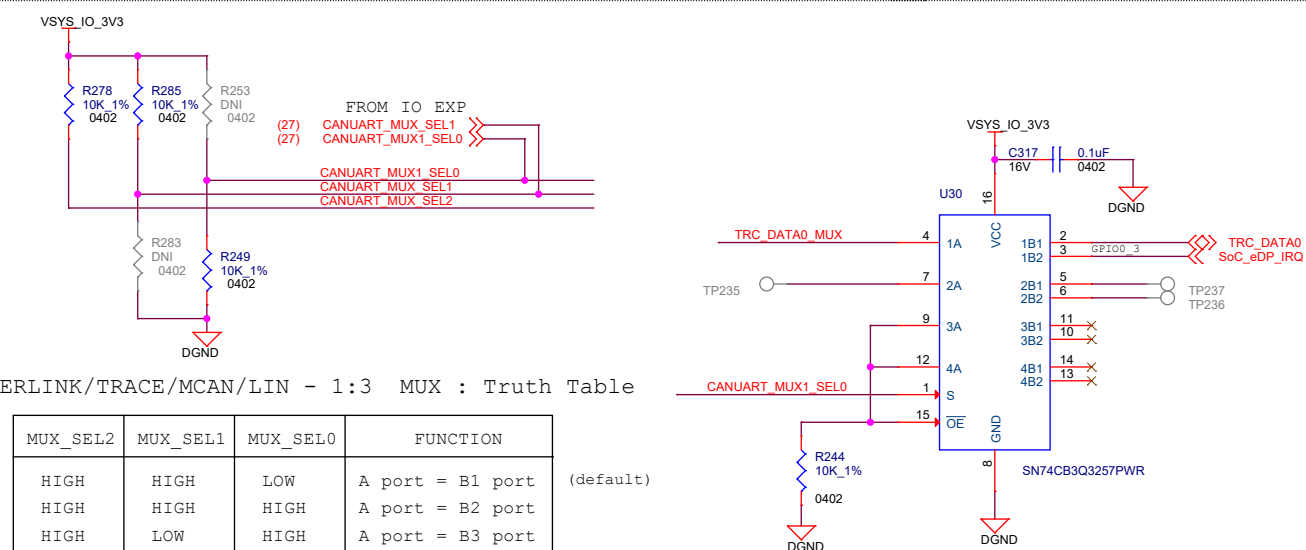 VSYS_IO_3V3
R278
10K_1%
0402
R285
10K_1%
0402
R253
DNI
0402
FROM IO EXP
(27) CANUART_MUX_SEL1
(27) CANUART_MUX1_SEL0
CANUART_MUX1_SEL0
CANUART_MUX_SEL1
CANUART_MUX_SEL2
R283
DNI
0402
R249
10K_1%
0402
DGND
ERLINK/TRACE/MCAN/LIN - 1:3 MUX : Truth Table
MUX_SEL2 MUX_SEL1 MUX_SEL0 FUNCTION
HIGH HIGH LOW A port = B1 port (default)
HIGH HIGH HIGH A port = B2 port
HIGH LOW HIGH A port = B3 port
VSYS_IO_3V3
C317 0.1uF
16V 0402
DGND
U30
16
VCC
TRC_DATA0_MUX 4 1A 1B1 2 TRC_DATA0
1B2 3 GPIO0_3 SoC_eDP_IRQ
TP235 7 2A 2B1 5 TP237
2B2 6 TP236
9 3A 3B1 11
3B2 10
12 4A 4B1 14
4B2 13
CANUART_MUX1_SEL0 1 S
15 OE
GND
8
SN74CB3Q3257PWR
R244
10K_1%
0402
DGND
DGND